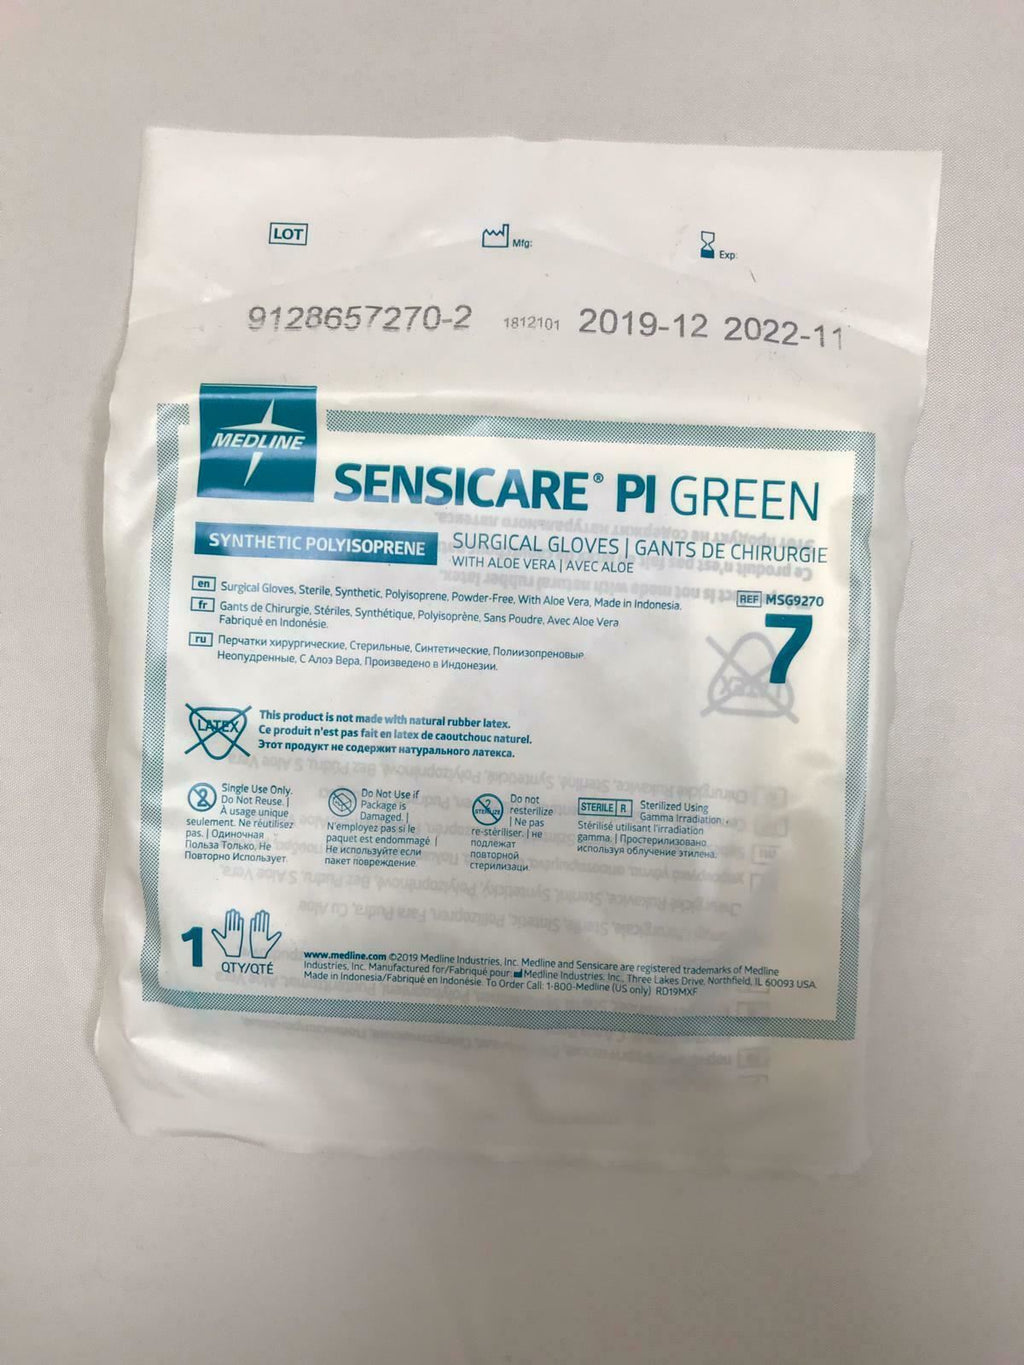 LOT
Mfg:
Exp:
9128657270-2 1812101 2019-12 2022-11
MEDLINE
SENSICARE® PI GREEN
SYNTHETIC POLYISOPRENE
SURGICAL GLOVES | GANTS DE CHIRURGIE
WITH ALOE VERA | AVEC ALOE
en Surgical Gloves, Sterile, Synthetic, Polyisoprene, Powder-Free, With Aloe Vera, Made in Indonesia.
fr Gants de Chirurgie, Stériles, Synthétique, Polyisoprène, Sans Poudre, Avec Aloe Vera
Fabriqué en Indonésie.
ru Перчатки хирургические, Стерильные, Синтетические, Полиизопреновые
Неопудренные, С Алоэ Вера, Произведено в Индонезии.
REF MSG9270
7
LATEX
This product is not made with natural rubber latex.
Ce produit n'est pas fait en latex de caoutchouc naturel.
Этот продукт не содержит натурального латекса.
2
Single Use Only.
Do Not Reuse. |
À usage unique
seulement. Ne réutilisez
pas. | Одиночная
Польза Только, Не
Повторно Использует
Do Not Use if
Package is
Damaged. |
N'employez pas si le
paquet est endommagé |
Не используйте если
пакет повреждение.
2
STERILIZE
Do not
resterilize
| Ne pas
re-stériliser. | не
подлежат
повторной
стерилизаци.
STERILE R
Sterilized Using
Gamma Irradiation.
Stérilisé utilisant l'irradiation
gamma. | Простерилизовано
используя облучение этилена.
1
QTY/QTÉ
www.medline.com ©2019 Medline Industries, Inc. Medline and Sensicare are registered trademarks of Medline
Industries, Inc. Manufactured for/Fabriqué pour: Medline Industries, Inc., Three Lakes Drive, Northfield, IL 60093 USA.
Made in Indonesia/Fabriqué en Indonésie. To Order Call: 1-800-Medline (US only) RD19MXF